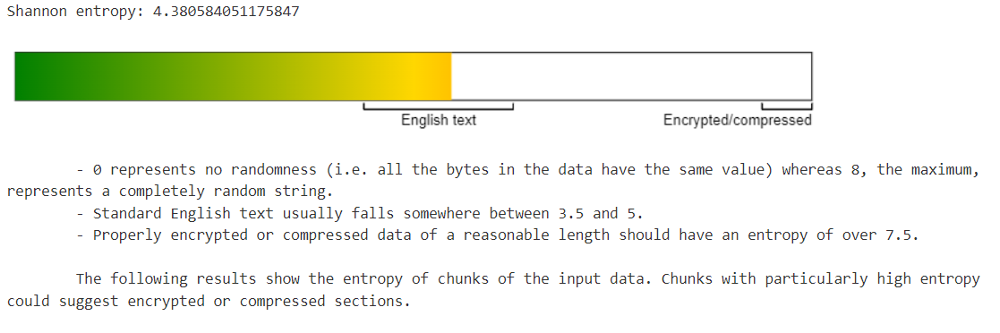 Shannon entropy: 4.380584051175847
English text
Encrypted/compressed
- 0 represents no randomness (i.e. all the bytes in the data have the same value) whereas 8, the maximum,
represents a completely random string.
- Standard English text usually falls somewhere between 3.5 and 5.
- Properly encrypted or compressed data of a reasonable length should have an entropy of over 7.5.
The following results show the entropy of chunks of the input data. Chunks with particularly high entropy
could suggest encrypted or compressed sections.